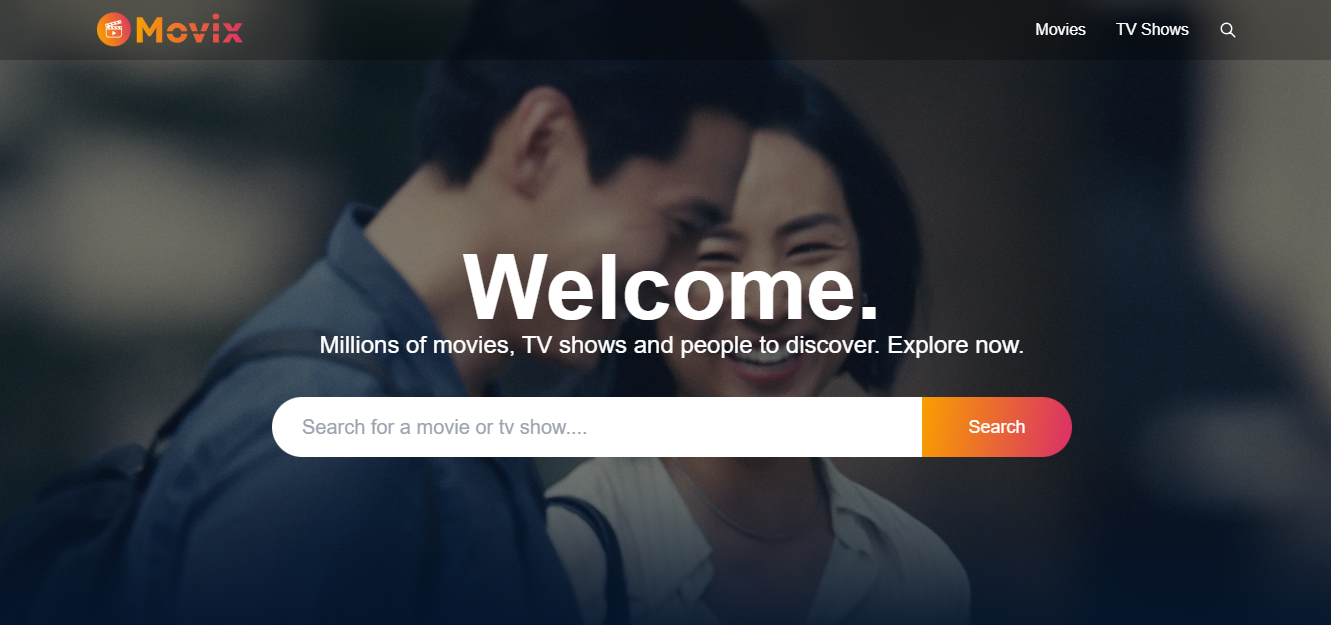 Movix
Movies
TV Shows
Welcome.
Millions of movies, TV shows and people to discover. Explore now.
Search for a movie or tv show....
Search